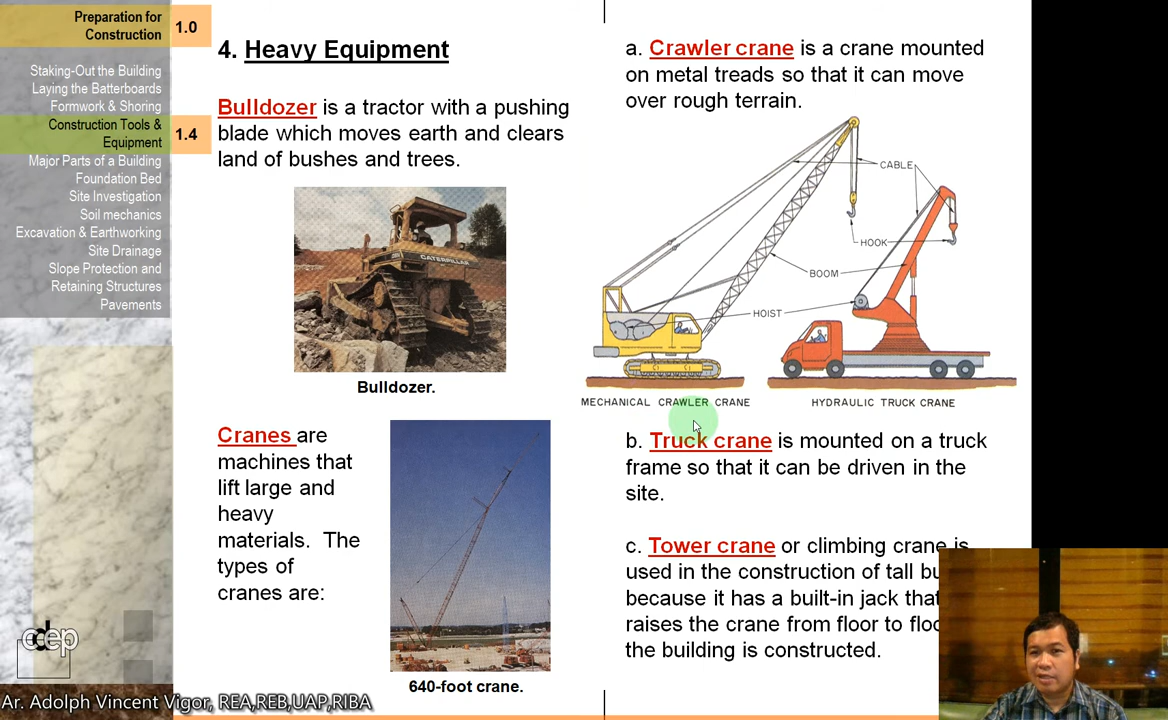 Preparation for
Construction
1.0
Staking-Out the Building
Laying the Batterboards
Formwork & Shoring
Construction Tools &
Equipment
1.4
Major Parts of a Building
Foundation Bed
Site Investigation
Soil mechanics
Excavation & Earthworking
Site Drainage
Slope Protection and
Retaining Structures
Pavements
4. Heavy Equipment
Bulldozer is a tractor with a pushing
blade which moves earth and clears
land of bushes and trees.
CATERPILLAR
Bulldozer.
Cranes are
machines that
lift large and
heavy
materials. The
types of
cranes are:
640-foot crane.
a. Crawler crane is a crane mounted
on metal treads so that it can move
over rough terrain.
CABLE
HOOK
BOOM
HOIST
MECHANICAL CRAWLER CRANE
HYDRAULIC TRUCK CRANE
b. Truck crane is mounted on a truck
frame so that it can be driven in the
site.
c. Tower crane or climbing crane is
used in the construction of tall bu
because it has a built-in jack that
raises the crane from floor to floo
the building is constructed.
cdep
Ar. Adolph Vincent Vigor, REA,REB,UAP,RIBA